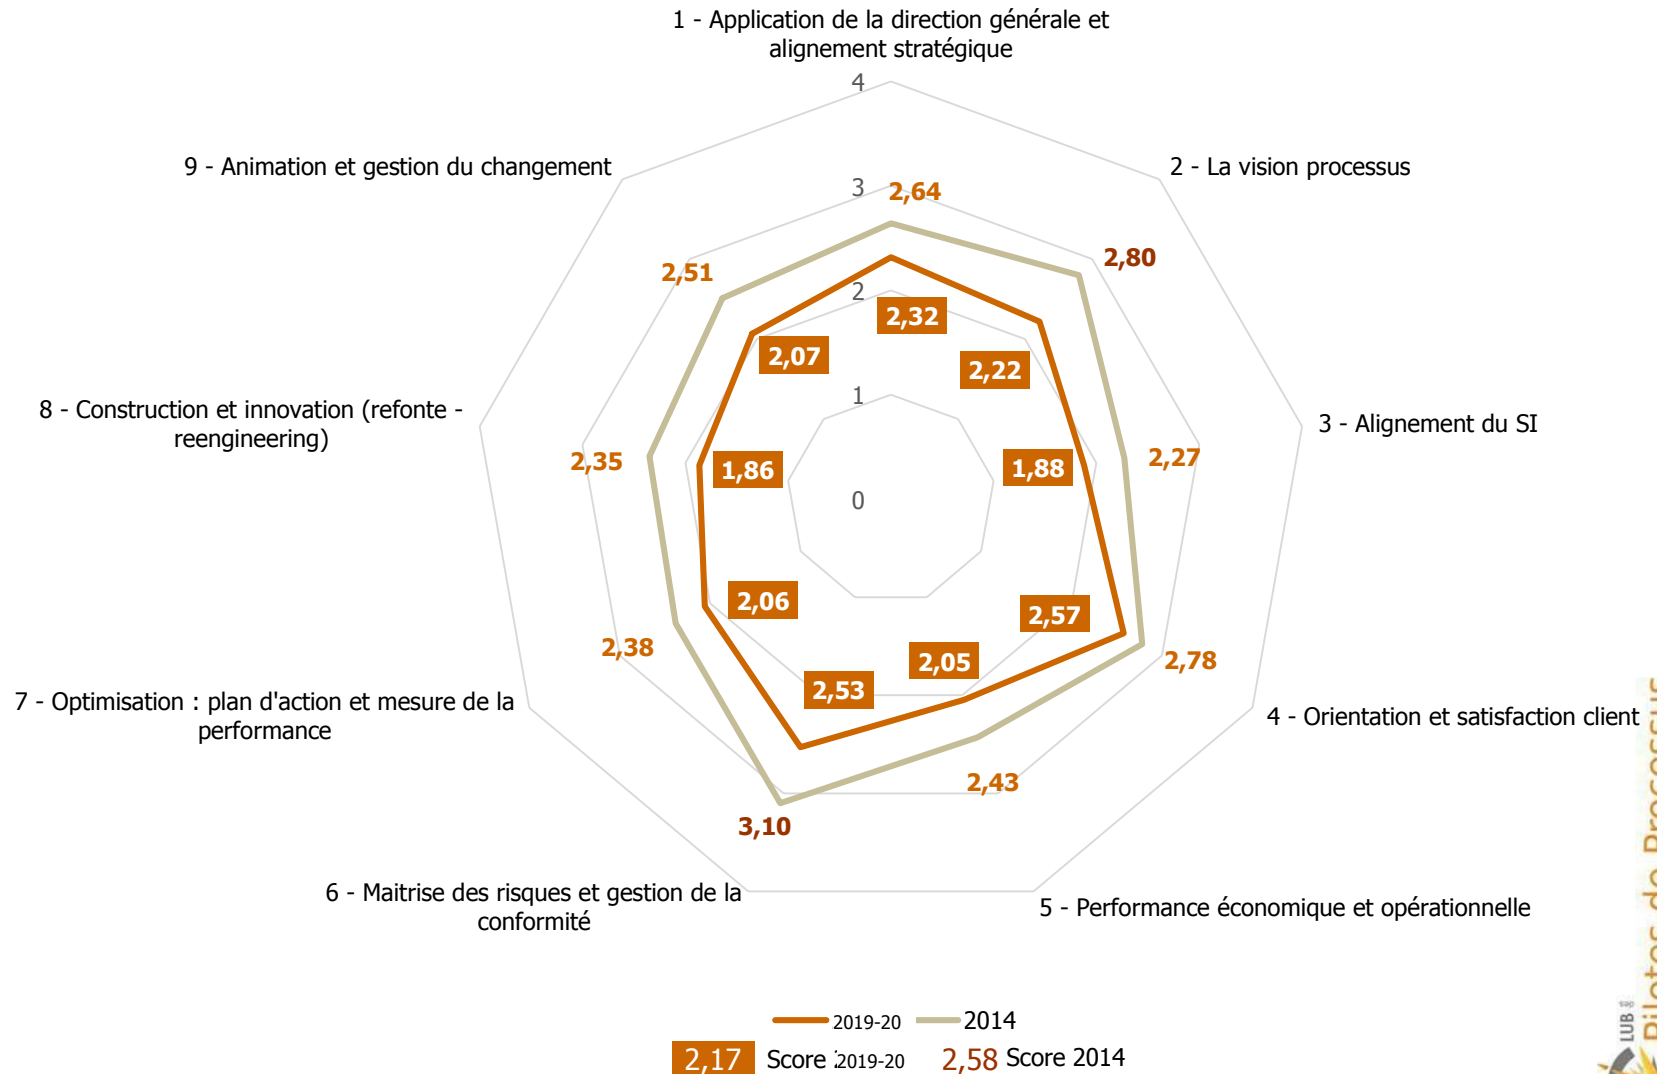 1 - Application de la direction générale et
alignement stratégique
4
9 - Animation et gestion du changement
2 - La vision processus
3
2,64
2,80
2,51
2
2,32
2,07
2,22
1
8 - Construction et innovation (refonte -
reengineering)
3 - Alignement du SI
2,35
1,86
1,88
2,27
0
2,06
2,57
2,38
2,05
2,78
2,53
7 - Optimisation : plan d'action et mesure de la
performance
4 - Orientation et satisfaction client
2,43
3,10
6 - Maitrise des risques et gestion de la
conformité
5 - Performance économique et opérationnelle
2019-20
2014
2,17 Score 2019-20
2,58 Score 2014
LUB
Pilotes de Processus